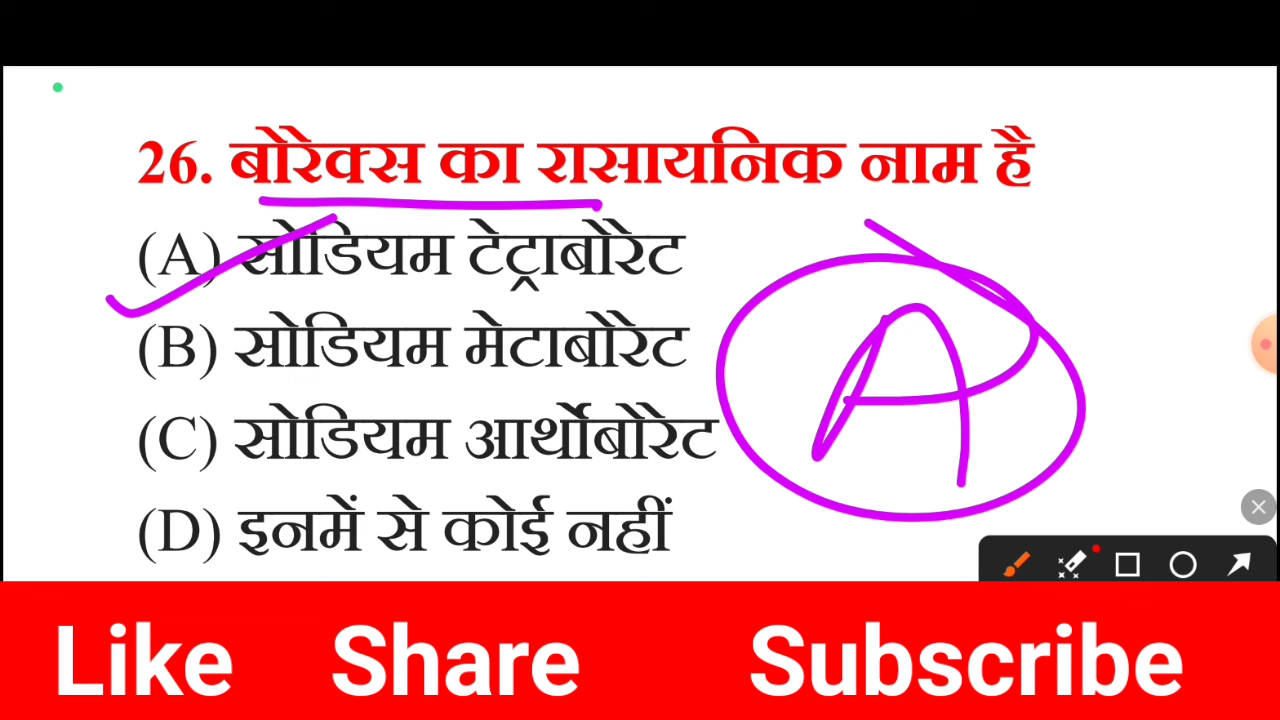 26. बोरेक्स का रासायनिक नाम है
(A) सोडियम टेट्राबोरेट
(B) सोडियम मेटाबोरेट
(C) सोडियम आर्थोबोरेट
(D) इनमें से कोई नहीं
A
Like Share Subscribe